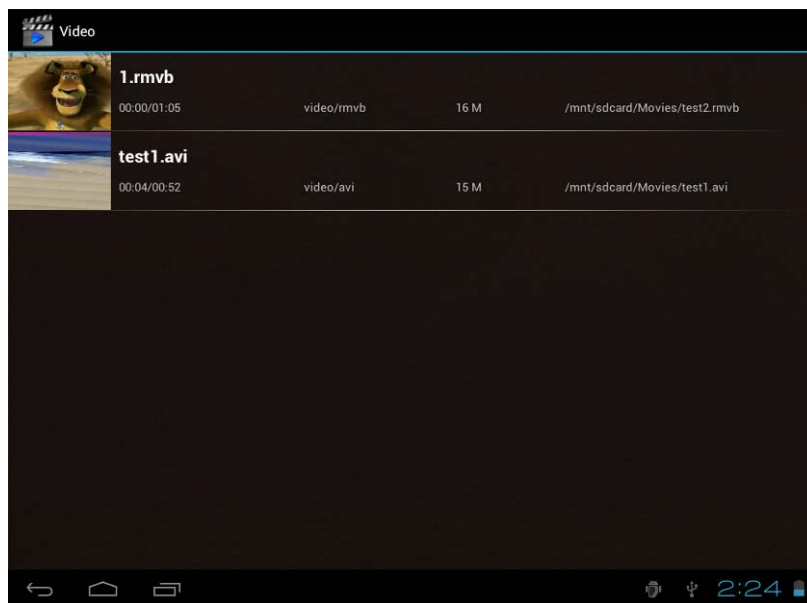 Video
1.rmvb
00:00/01:05 video/rmvb 16 M /mnt/sdcard/Movies/test2.rmvb
test1.avi
00:04/00:52 video/avi 15 M /mnt/sdcard/Movies/test1.avi
2:24